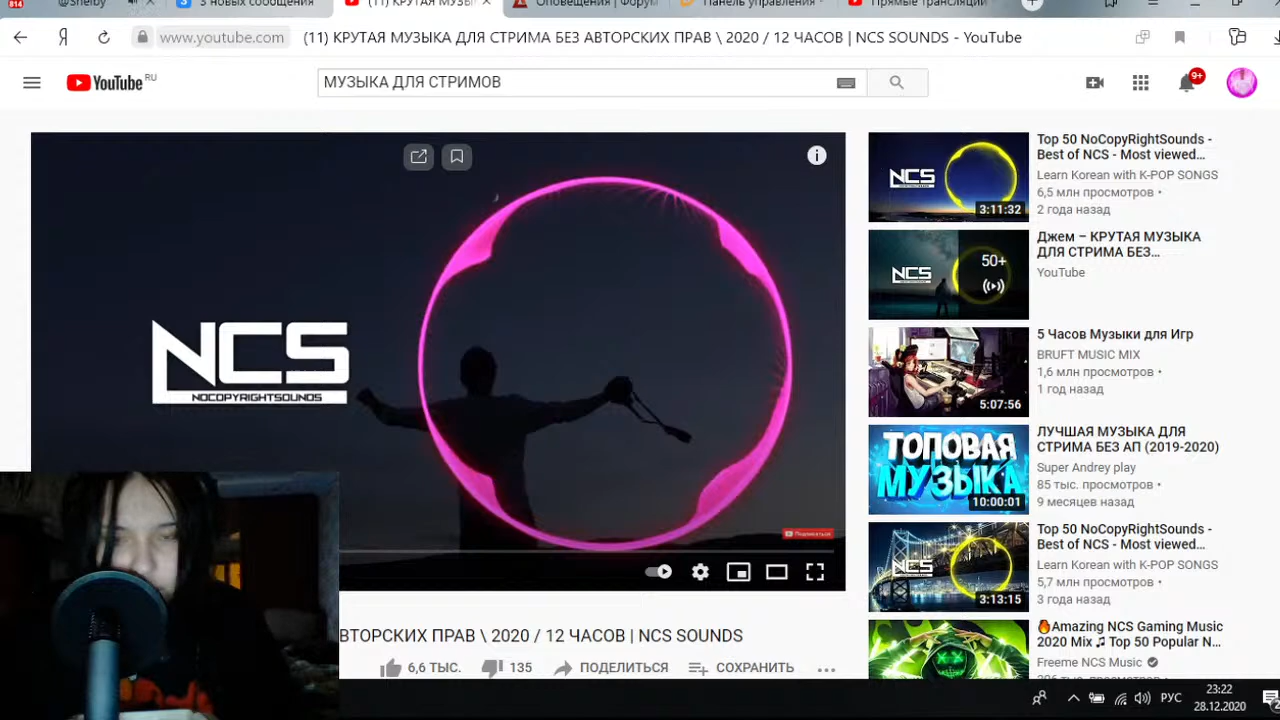 814
@Shelby
3 новых сообщения
(11) КРУТАЯ МУЗЫ
Оповещения | Форум
Панель управления
Прямые трансляции
Я
www.youtube.com
(11) КРУТАЯ МУЗЫКА ДЛЯ СТРИМА БЕЗ АВТОРСКИХ ПРАВ \ 2020 / 12 ЧАСОВ | NCS SOUNDS - YouTube
YouTube RU
МУЗЫКА ДЛЯ СТРИМОВ
9+
NCS
NOCOPYRIGHTSOUNDS
Подписаться
ВТОРСКИХ ПРАВ \ 2020 / 12 ЧАСОВ | NCS SOUNDS
6,6 ТЫС.
135
ПОДЕЛИТЬСЯ
СОХРАНИТЬ
NCS
3:11:32
Top 50 NoCopyRightSounds -
Best of NCS - Most viewed...
Learn Korean with K-POP SONGS
6,5 млн просмотров •
2 года назад
NCS
50+
Джем – КРУТАЯ МУЗЫКА
ДЛЯ СТРИМА БЕЗ...
YouTube
5:07:56
5 Часов Музыки для Игр
BRUFT MUSIC MIX
1,6 млн просмотров •
1 год назад
ТОПОВАЯ
МУЗЫКА
10:00:01
ЛУЧШАЯ МУЗЫКА ДЛЯ
СТРИМА БЕЗ АП (2019-2020)
Super Andrey play
85 тыс. просмотров •
9 месяцев назад
NCS
3:13:15
Top 50 NoCopyRightSounds -
Best of NCS - Most viewed...
Learn Korean with K-POP SONGS
5,7 млн просмотров •
3 года назад
🔥Amazing NCS Gaming Music
2020 Mix ♫ Top 50 Popular N...
Freeme NCS Music
РУС
23:22
28.12.2020